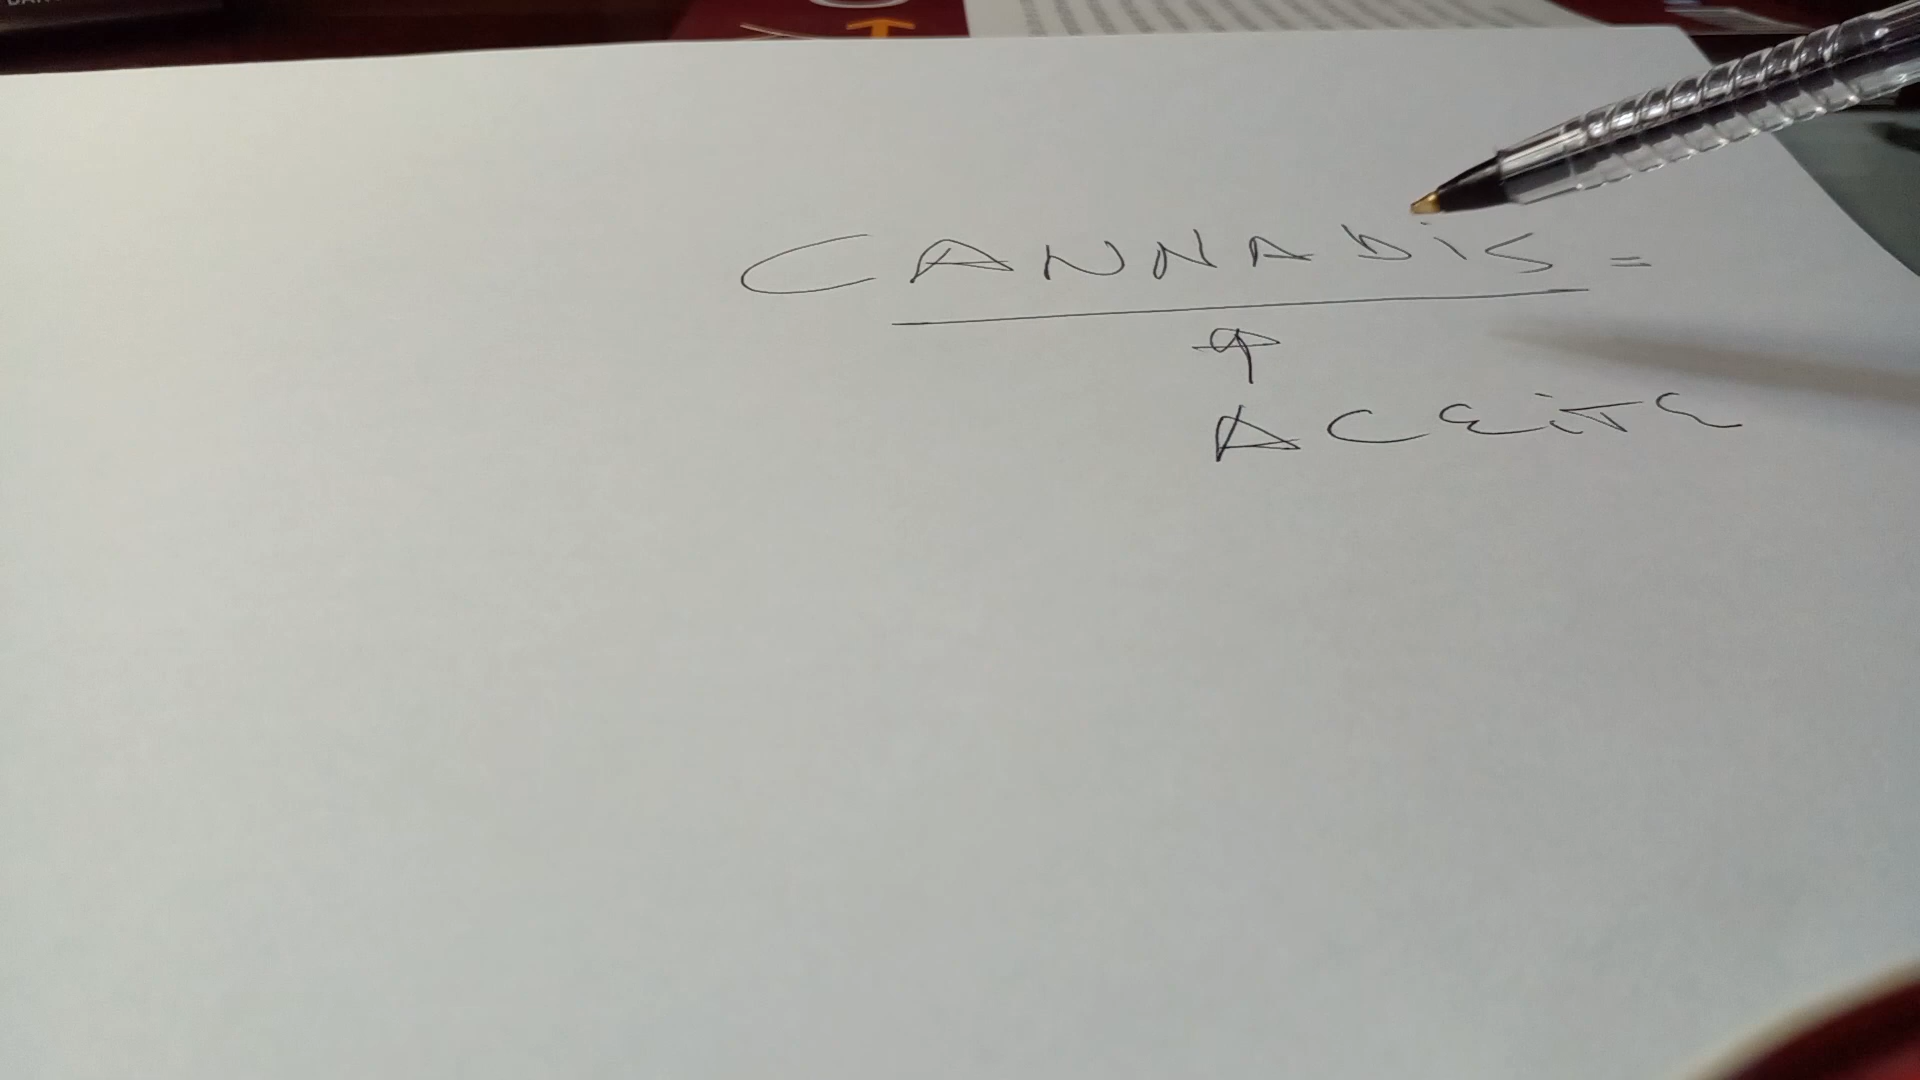 CANNABIS =
↑
ACEITE